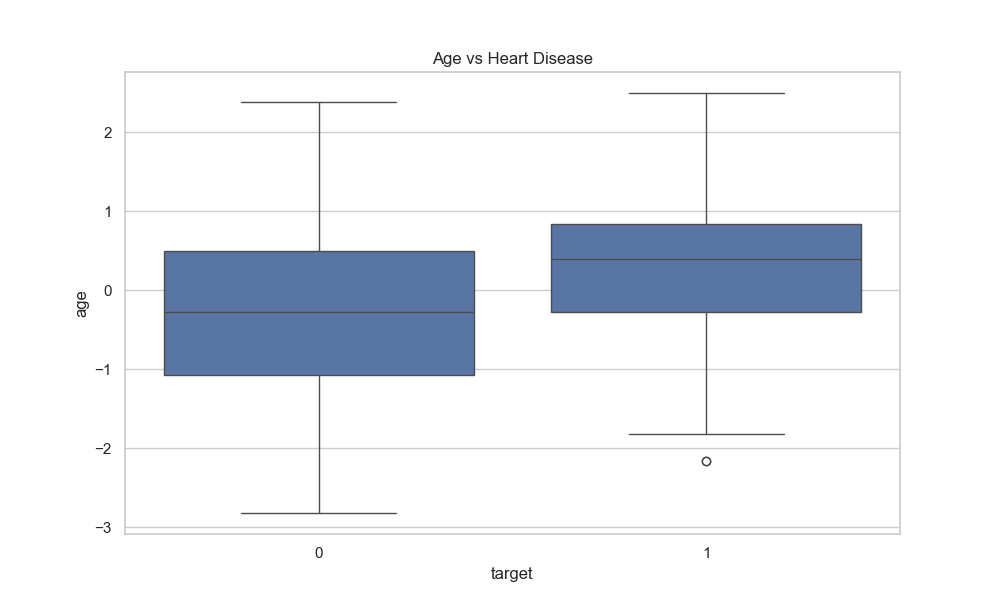 Age vs Heart Disease
2
1
0
−1
−2
−3
age
0 1
target